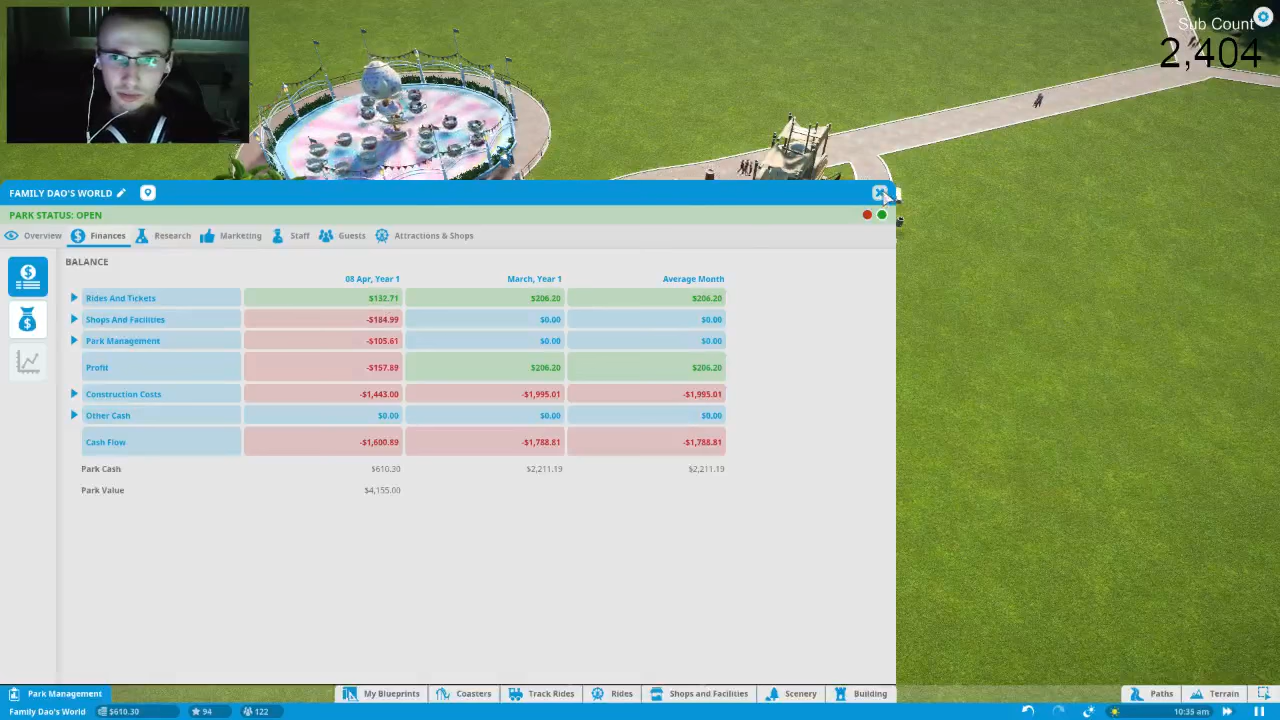 Sub Count
2,404
FAMILY DAO'S WORLD
PARK STATUS: OPEN
Overview Finances Research Marketing Staff Guests Attractions & Shops
BALANCE
08 Apr, Year 1 March, Year 1 Average Month
Rides And Tickets $132.71 $206.20 $206.20
Shops And Facilities -$184.99 $0.00 $0.00
Park Management -$105.61 $0.00 $0.00
Profit -$157.89 $206.20 $206.20
Construction Costs -$1,443.00 -$1,995.01 -$1,995.01
Other Cash $0.00 $0.00 $0.00
Cash Flow -$1,600.89 -$1,788.81 -$1,788.81
Park Cash $610.30 $2,211.19 $2,211.19
Park Value $4,155.00
Park Management My Blueprints Coasters Track Rides Rides Shops and Facilities Scenery Building Paths Terrain
Family Dao's World $610.30 94 122 10:35 am